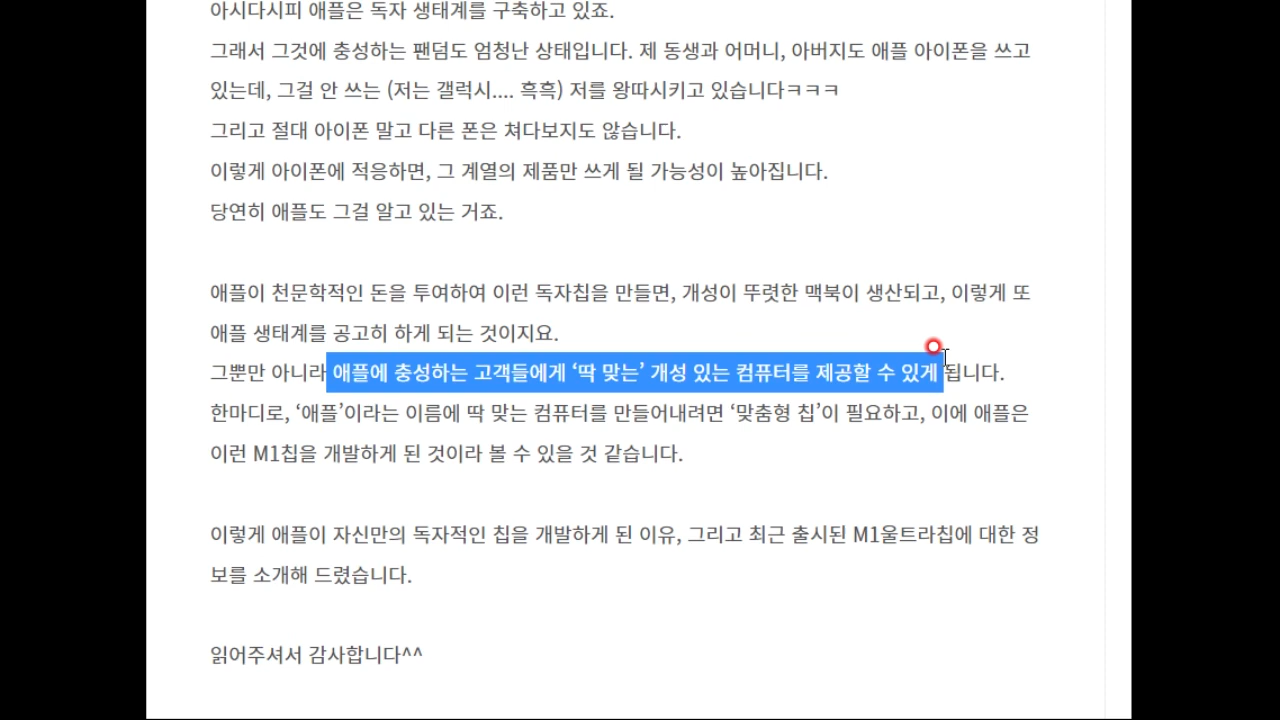 아시다시피 애플은 독자 생태계를 구축하고 있죠.
그래서 그것에 충성하는 팬덤도 엄청난 상태입니다. 제 동생과 어머니, 아버지도 애플 아이폰을 쓰고
있는데, 그걸 안 쓰는 (저는 갤럭시.... 흑흑) 저를 왕따시키고 있습니다ㅋㅋㅋ
그리고 절대 아이폰 말고 다른 폰은 쳐다보지도 않습니다.
이렇게 아이폰에 적응하면, 그 계열의 제품만 쓰게 될 가능성이 높아집니다.
당연히 애플도 그걸 알고 있는 거죠.
애플이 천문학적인 돈을 투여하여 이런 독자칩을 만들면, 개성이 뚜렷한 맥북이 생산되고, 이렇게 또
애플 생태계를 공고히 하게 되는 것이지요.
그뿐만 아니라 애플에 충성하는 고객들에게 ‘딱 맞는’ 개성 있는 컴퓨터를 제공할 수 있게 됩니다.
한마디로, ‘애플’이라는 이름에 딱 맞는 컴퓨터를 만들어내려면 ‘맞춤형 칩’이 필요하고, 이에 애플은
이런 M1칩을 개발하게 된 것이라 볼 수 있을 것 같습니다.
이렇게 애플이 자신만의 독자적인 칩을 개발하게 된 이유, 그리고 최근 출시된 M1울트라칩에 대한 정
보를 소개해 드렸습니다.
읽어주셔서 감사합니다^^